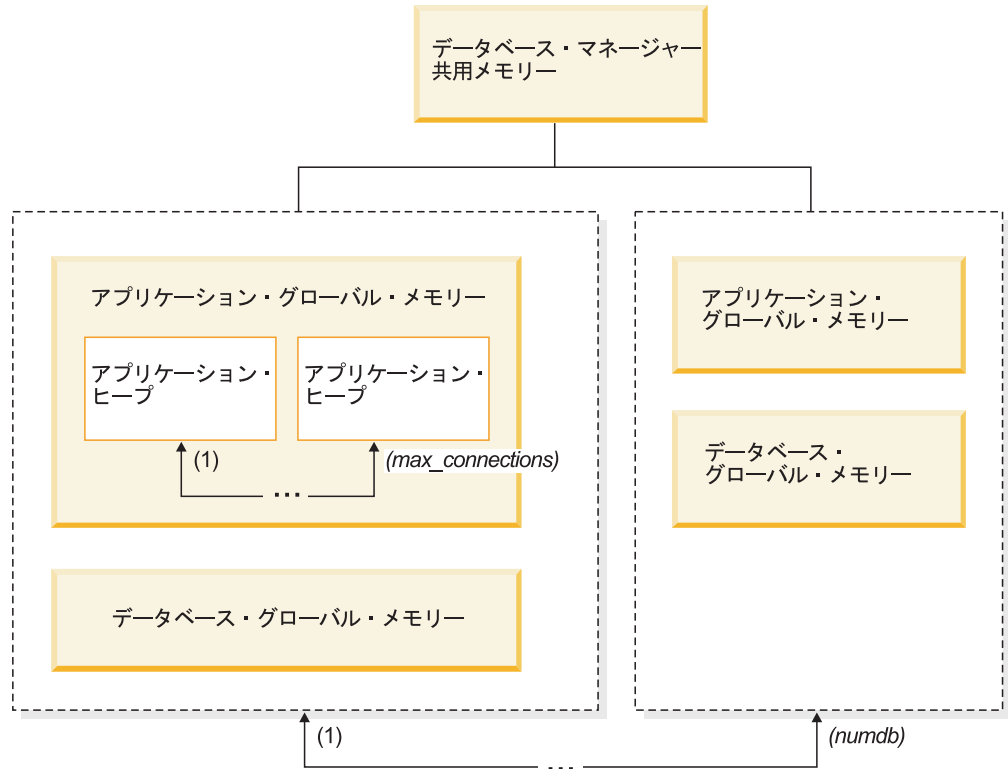 データベース・マネージャー
共用メモリー
アプリケーション・グローバル・メモリー
アプリケーション・
ヒープ
アプリケーション・
ヒープ
(1)
(max_connections)
...
データベース・グローバル・メモリー
アプリケーション・
グローバル・メモリー
データベース・
グローバル・メモリー
(1)
(numdb)
...